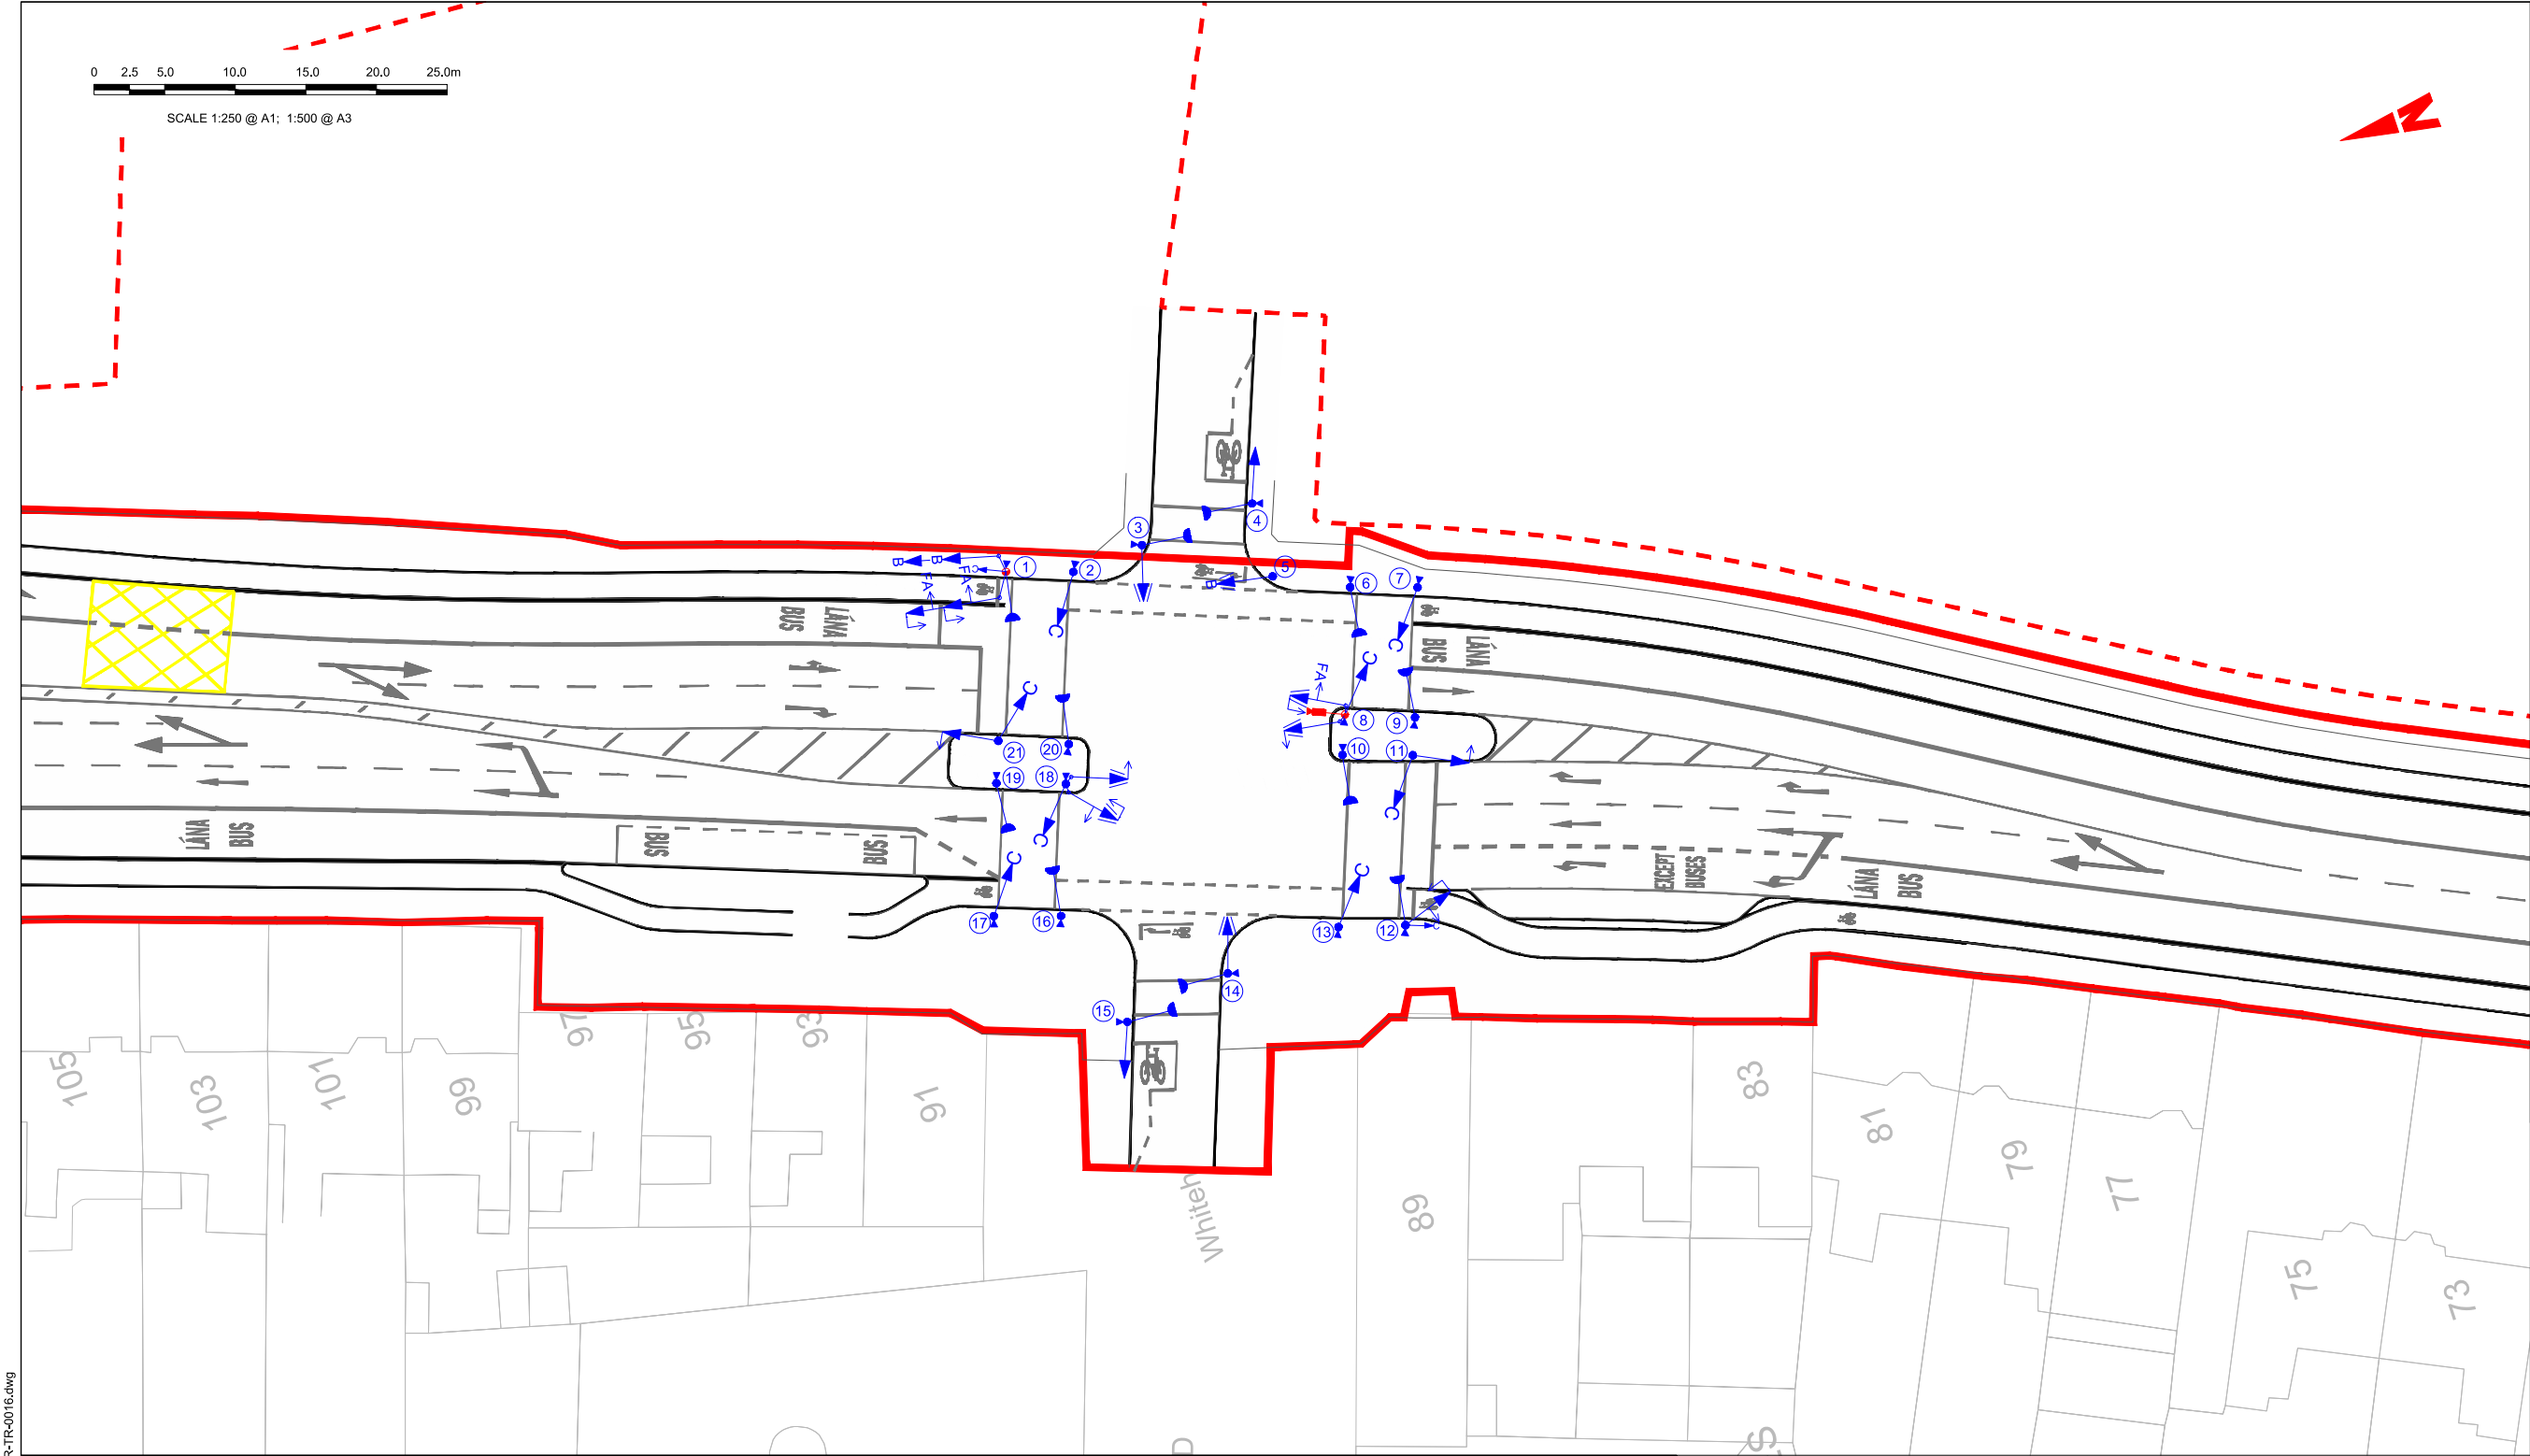 0 2.5 5.0 10.0 15.0 20.0 25.0m
SCALE 1:250 @ A1; 1:500 @ A3
N
3
4
B
B
FA
FA
C
1
2
5
B
6
7
LÁNA
BUS
C
C
LÁNA
BUS
C
C
FA
8
9
21
20
10
11
19
18
LÁNA
BUS
BUS
BUS
C
C
C
C
EXCEPT
BUSES
LÁNA
BUS
17
16
13
12
C
14
15
105
103
101
99
97
95
93
91
89
83
81
79
77
75
73
Whiteh
D
S
R-TR-0016.dwg